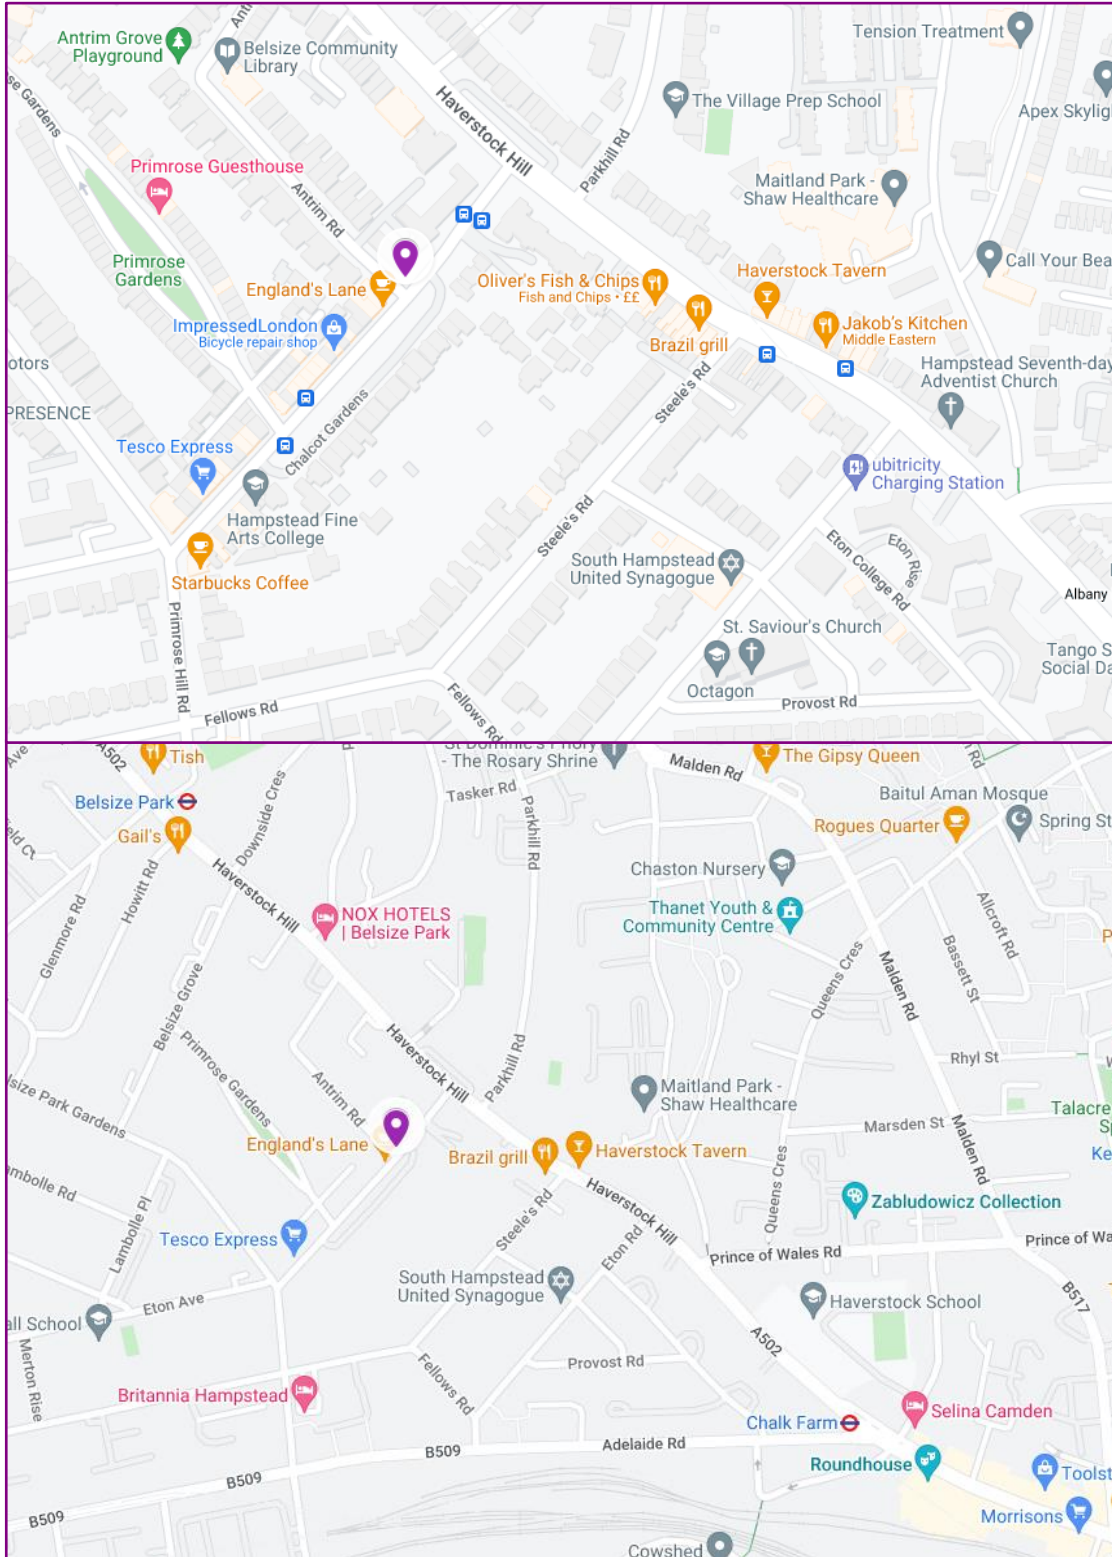 Antrim Grove
Playground
Belsize Community
Library
Haverstock Hill
Parkhill Rd
The Village Prep School
Tension Treatment
Primrose Guesthouse
Antrim Rd
Maitland Park -
Shaw Healthcare
Primrose
Gardens
England's Lane
Oliver's Fish & Chips
Fish and Chips • ££
Haverstock Tavern
Call Your Bea
ImpressedLondon
Bicycle repair shop
Brazil grill
Jakob's Kitchen
Middle Eastern
Hampstead Seventh-day
Adventist Church
PRESENCE
Tesco Express
Chalcot Gardens
Steele's Rd
ubitricity
Charging Station
Hampstead Fine
Arts College
Steele's Rd
Starbucks Coffee
South Hampstead
United Synagogue
Eton College Rd
Eton Rise
Albany
Primrose Hill Rd
St. Saviour's Church
Octagon
Tango S
Social Da
Provost Rd
Fellows Rd
Fellows Rd
A502
Tish
St Dominic's Priory
- The Rosary Shrine
Malden Rd
The Gipsy Queen
Belsize Park
Downside Cres
Tasker Rd
Parkhill Rd
Baitul Aman Mosque
Gail's
Rogues Quarter
Spring St
Howitt Rd
Haverstock Hill
Chaston Nursery
Glenmore Rd
NOX HOTELS
| Belsize Park
Thanet Youth &
Community Centre
Allcroft Rd
Bassett St
Belsize Grove
Queens Cres
Malden Rd
Primrose Gardens
Haverstock Hill
Parkhill Rd
Rhyl St
Antrim Rd
Maitland Park -
Shaw Healthcare
England's Lane
Marsden St
Talacre
Brazil grill
Haverstock Tavern
Malden Rd
Lambolle Pl
Steele's Rd
Haverstock Hill
Queens Cres
Zabludowicz Collection
Tesco Express
Eton Rd
Prince of Wales Rd
Prince of Wa
South Hampstead
United Synagogue
B517
Eton Ave
Haverstock School
all School
Merton Rise
A502
Provost Rd
Fellows Rd
Britannia Hampstead
Chalk Farm
Selina Camden
Adelaide Rd
B509
Roundhouse
B509
Toolst
B509
Morrisons
Cowshed